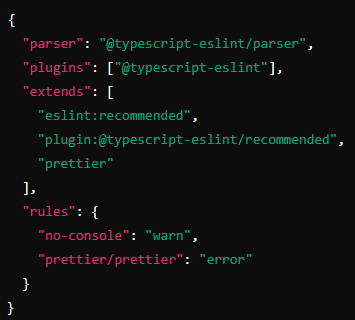 {
  "parser": "@typescript-eslint/parser",
  "plugins": ["@typescript-eslint"],
  "extends": [
    "eslint:recommended",
    "plugin:@typescript-eslint/recommended",
    "prettier"
  ],
  "rules": {
    "no-console": "warn",
    "prettier/prettier": "error"
  }
}